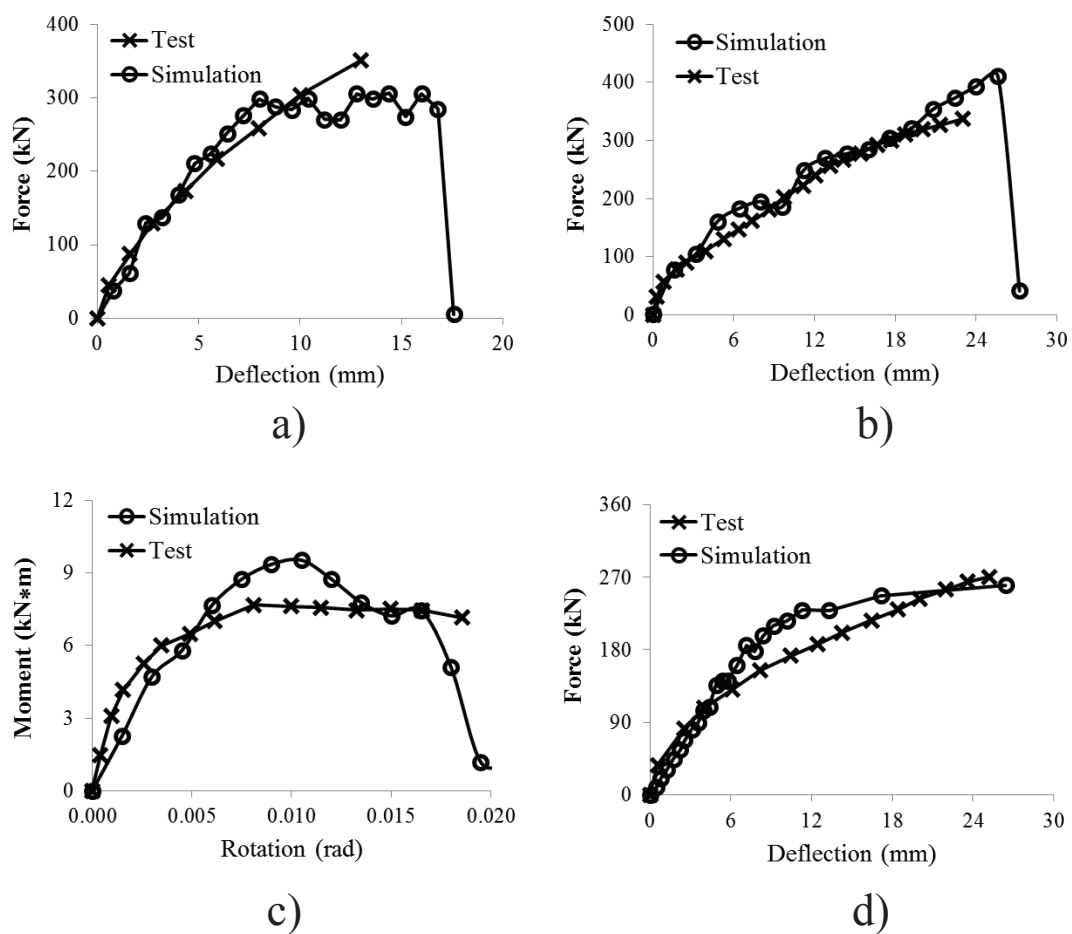 400
300
200
100
0
Force (kN)
Test
Simulation
0 5 10 15 20
Deflection (mm)
a)
500
400
300
200
100
0
Force (kN)
Simulation
Test
0 6 12 18 24 30
Deflection (mm)
b)
12
9
6
3
0
Moment (kN*m)
Simulation
Test
0.000 0.005 0.010 0.015 0.020
Rotation (rad)
c)
360
270
180
90
0
Force (kN)
Test
Simulation
0 6 12 18 24 30
Deflection (mm)
d)